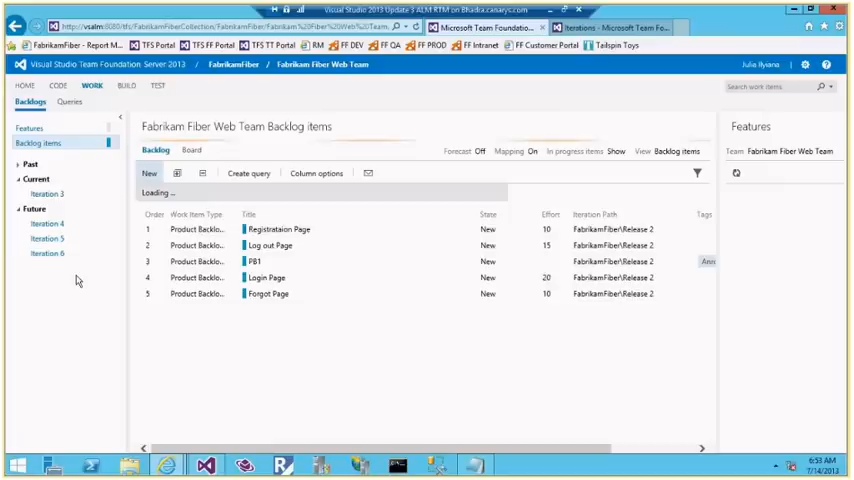 Visual Studio 2013 Update 3 ALM RTM on Bhadra.canarys.com
http://vsalm:8080/tfs/FabrikamFiberCollection/Fabrikam%20Fiber%20Web%20Team.
Microsoft Team Foundation...
Iterations - Microsoft Team Fo...
FabrikamFiber - Report M...
TFS Portal
TFS FF Portal
TFS TT Portal
RM
FF DEV
FF QA
FF PROD
FF Intranet
FF Customer Portal
Tailspin Toys
Visual Studio Team Foundation Server 2013
FabrikamFiber
/
Fabrikam Fiber Web Team
Julia Ilyiana
HOME
CODE
WORK
BUILD
TEST
Search work items
Backlogs
Queries
Features
Backlog items
Past
Current
Iteration 3
Future
Iteration 4
Iteration 5
Iteration 6
Fabrikam Fiber Web Team Backlog items
Backlog
Board
Forecast Off
Mapping On
In progress items Show
View Backlog items
New
Create query
Column options
Loading ...
Order Work Item Type Title State Effort Iteration Path Tags
1 Product Backlo... Registrataion Page New 10 FabrikamFiber\Release 2
2 Product Backlo... Log out Page New 15 FabrikamFiber\Release 2
3 Product Backlo... PB1 New FabrikamFiber\Release 2 Ann
4 Product Backlo... Login Page New 20 FabrikamFiber\Release 2
5 Product Backlo... Forgot Page New 10 FabrikamFiber\Release 2
Features
Team Fabrikam Fiber Web Team
6:53 AM
7/14/2013